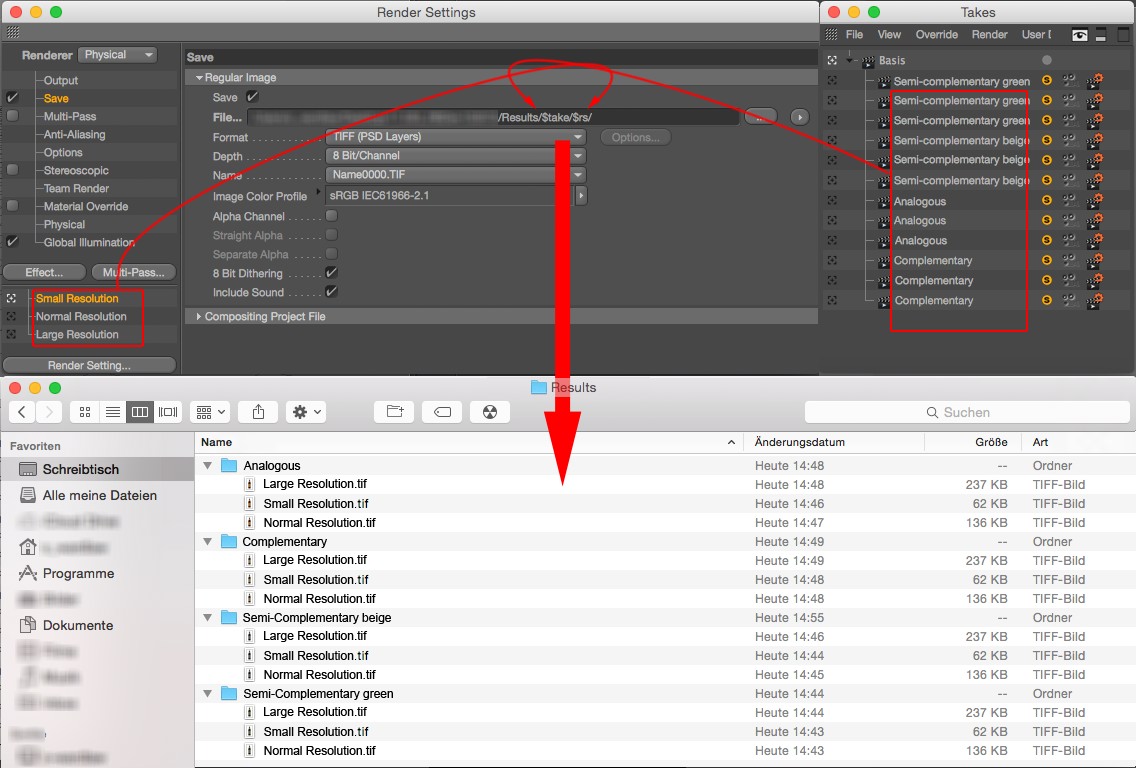 Render Settings
Renderer Physical
Output
Save
Multi-Pass
Anti-Aliasing
Options
Stereoscopic
Team Render
Material Override
Physical
Global Illumination
Effect... Multi-Pass...
Small Resolution
Normal Resolution
Large Resolution
Render Setting...
Save
Regular Image
Save
File... /Results/$take/$rs/ ...
Format TIFF (PSD Layers) Options...
Depth 8 Bit/Channel
Name Name0000.TIF
Image Color Profile sRGB IEC61966-2.1
Alpha Channel
Straight Alpha
Separate Alpha
8 Bit Dithering
Include Sound
Compositing Project File
Takes
File View Override Render User
Basis
Semi-complementary green S
Semi-complementary green S
Semi-complementary green S
Semi-complementary beige S
Semi-complementary beige S
Semi-complementary beige S
Analogous S
Analogous S
Analogous S
Complementary S
Complementary S
Complementary S
Results
Suchen
Favoriten
Schreibtisch
Alle meine Dateien
Programme
Dokumente
Name Änderungsdatum Größe Art
Analogous Heute 14:48 -- Ordner
Large Resolution.tif Heute 14:48 237 KB TIFF-Bild
Small Resolution.tif Heute 14:46 62 KB TIFF-Bild
Normal Resolution.tif Heute 14:47 136 KB TIFF-Bild
Complementary Heute 14:49 -- Ordner
Large Resolution.tif Heute 14:49 237 KB TIFF-Bild
Small Resolution.tif Heute 14:48 62 KB TIFF-Bild
Normal Resolution.tif Heute 14:48 136 KB TIFF-Bild
Semi-Complementary beige Heute 14:55 -- Ordner
Large Resolution.tif Heute 14:46 237 KB TIFF-Bild
Small Resolution.tif Heute 14:44 62 KB TIFF-Bild
Normal Resolution.tif Heute 14:45 136 KB TIFF-Bild
Semi-Complementary green Heute 14:44 -- Ordner
Large Resolution.tif Heute 14:44 237 KB TIFF-Bild
Small Resolution.tif Heute 14:43 62 KB TIFF-Bild
Normal Resolution.tif Heute 14:43 136 KB TIFF-Bild